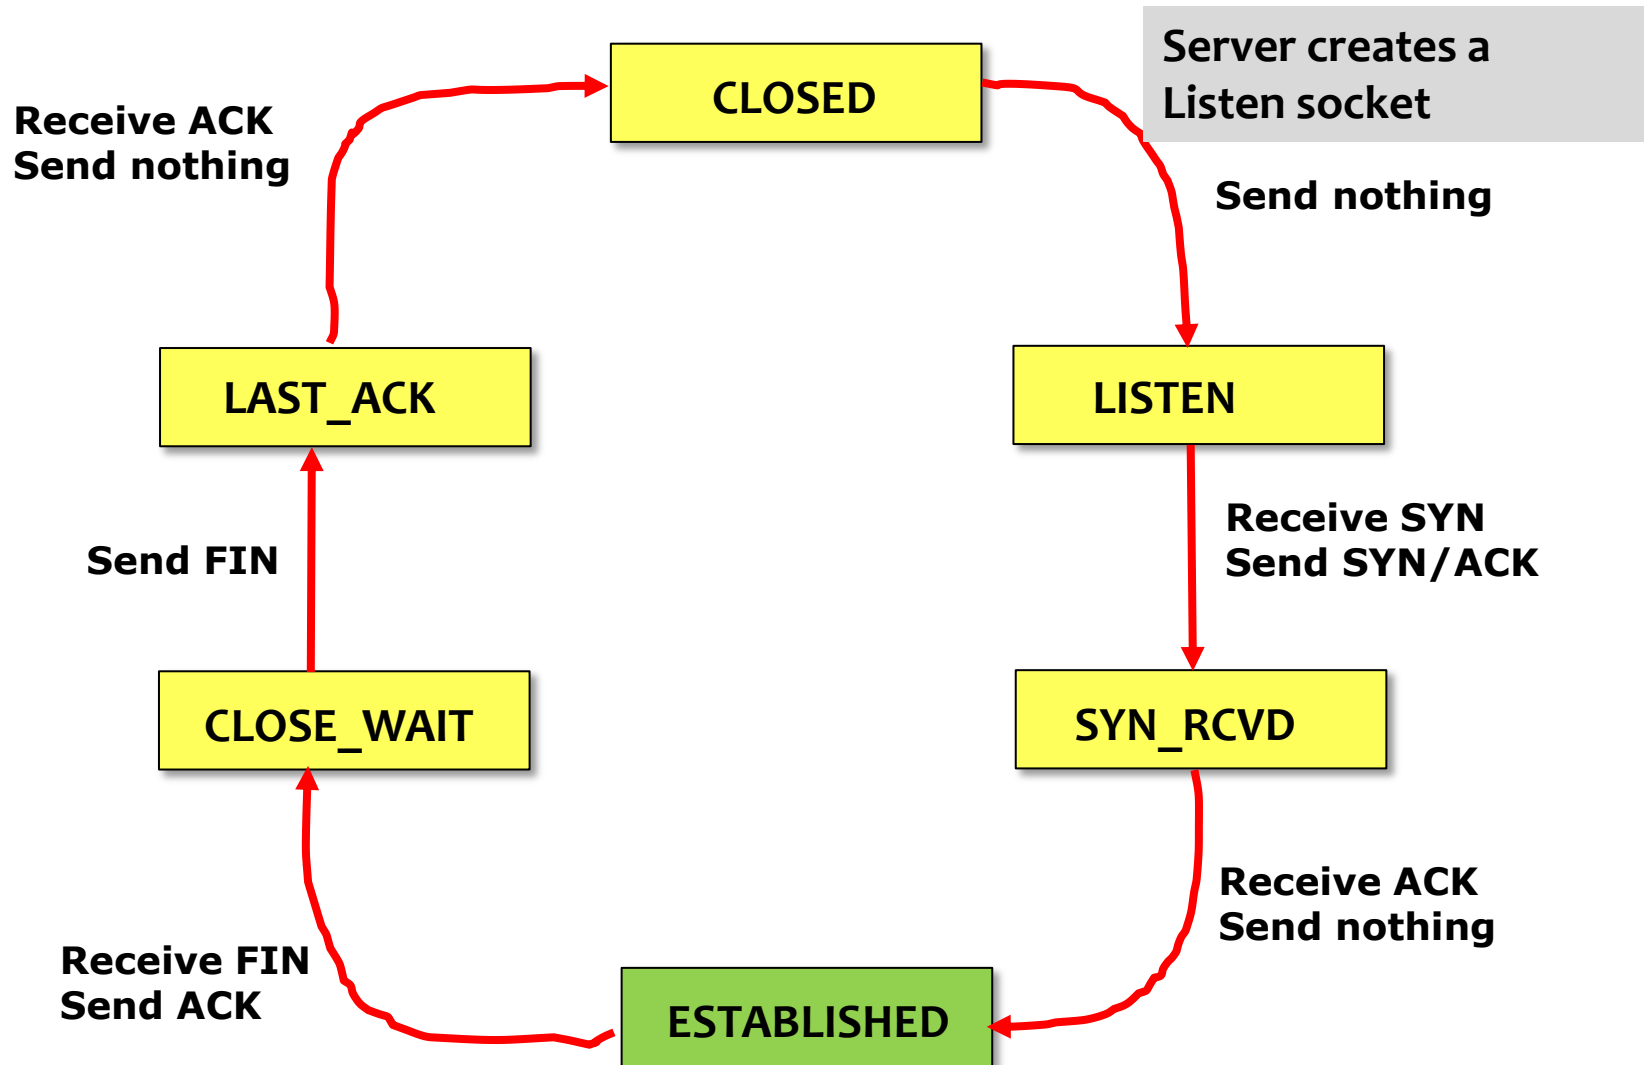 CLOSED
Server creates a
Listen socket
Send nothing
Receive ACK
Send nothing
LAST_ACK
LISTEN
Receive SYN
Send SYN/ACK
Send FIN
CLOSE_WAIT
SYN_RCVD
Receive ACK
Send nothing
Receive FIN
Send ACK
ESTABLISHED